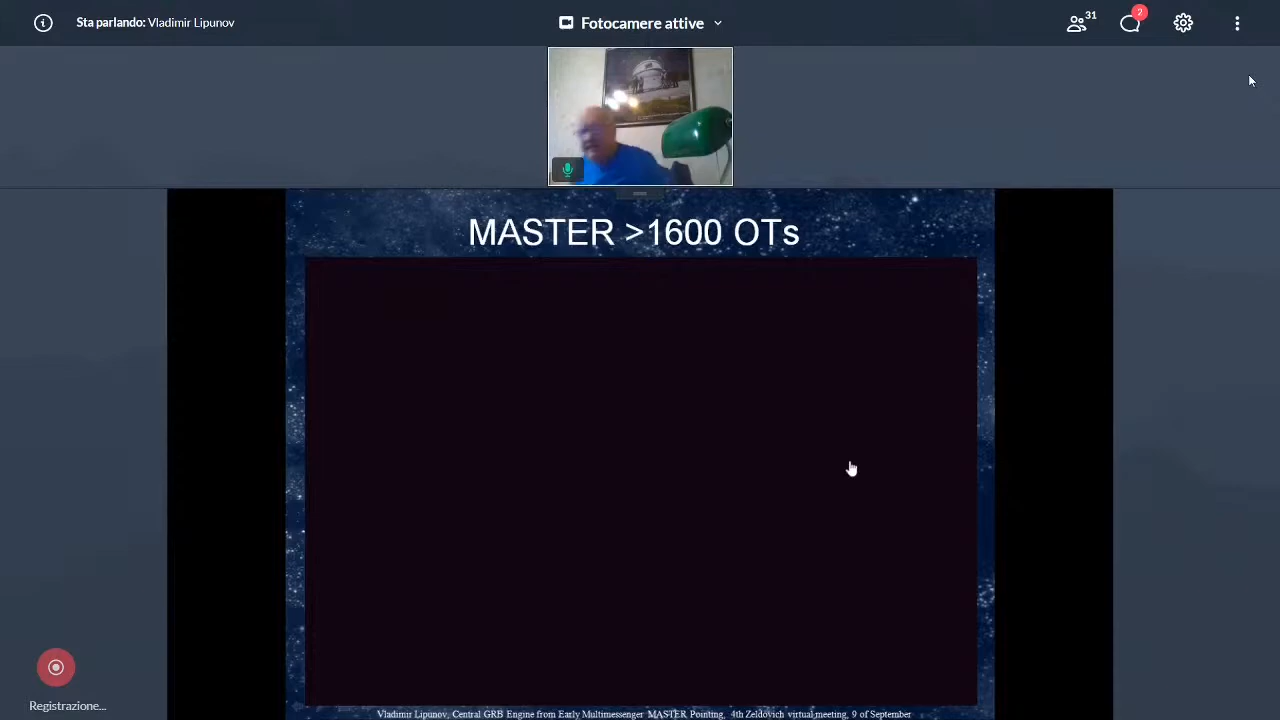 Sta parlando: Vladimir Lipunov
Fotocamere attive
31
2
MASTER >1600 OTs
Registrazione...
Vladimir Lipunov, Central GRB Engine from Early Multimessenger MASTER Pointing, 4th Zeldovich virtual meeting, 9 of September